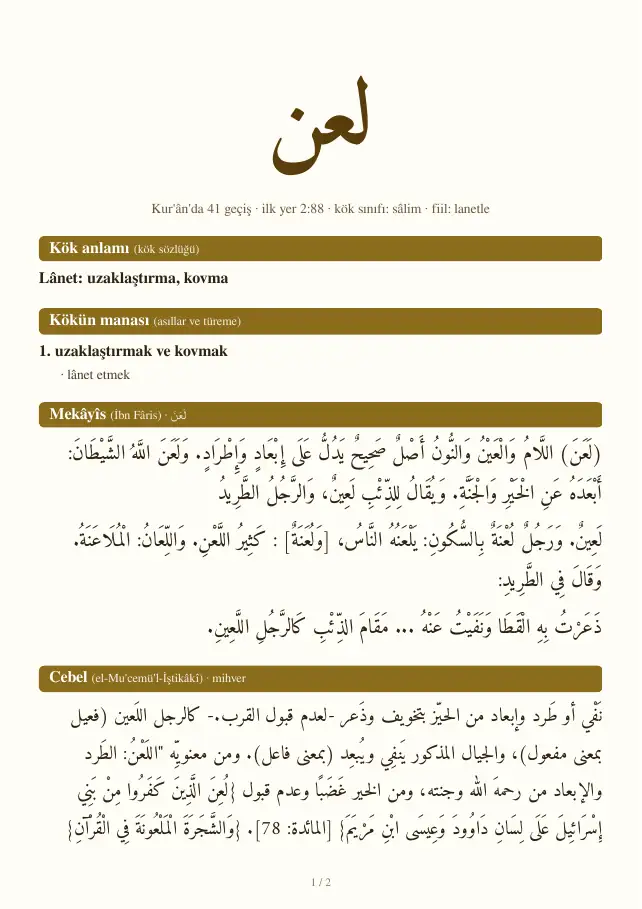 لعن
Kur'ân'da 41 geçiş · ilk yer 2:88 · kök sınıfı: sâlim · fiil: lanetle
Kök anlamı (kök sözlüğü)
Lânet: uzaklaştırma, kovma
Kökün manası (asıllar ve türeme)
1. uzaklaştırmak ve kovmak
· lânet etmek
Mekâyîs (İbn Fâris) · لَعَنَ
(لَعَنَ) اللَّامُ وَالْعَيْنُ وَالنُّونُ أَصْلٌ صَحِيحٌ يَدُلُّ عَلَى إِبْعَادٍ وَإِطْرَادٍ. وَلَعَنَ اللَّهُ الشَّيْطَانَ:
أَبْعَدَهُ عَنِ الْخَيْرِ وَالْجَنَّةِ. وَيُقَالُ لِلذِّئْبِ لَعِينٌ، وَالرَّجُلُ الطَّرِيدُ
لَعِينٌ. وَرَجُلٌ لُعْنَةٌ بِالسُّكُونِ: يَلْعَنُهُ النَّاسُ، [وَلُعَنَةٌ] : كَثِيرُ اللَّعْنِ. وَاللِّعَانُ: الْمُلَاعَنَةُ.
وَقَالَ فِي الطَّرِيدِ:
ذَعَرْتُ بِهِ الْقَطَا وَنَفَيْتُ عَنْهُ ... مَقَامَ الذِّئْبِ كَالرَّجُلِ اللَّعِينِ.
Cebel (el-Mu'cemü'l-İştikâkî) · mihver
نَفْي أو طَرد وإبعاد من الحيّز بتخويف وذَعر -لعدم قبول القرب.- كالرجل اللَعين (فعيل
بمعنى مفعول)، والجيال المذكور يَنفِي ويُبعِد (بمعنى فاعل). ومن معنويّه "اللَعْنُ: الطَرد
والإبعاد من رحمهَ الله وجنته، ومن الخير غَضَبًا وعدم قبول {لُعِنَ الَّذِينَ كَفَرُوا مِنْ بَنِي
إِسْرَائِيلَ عَلَى لِسَانِ دَاوُودَ وَعِيسَى ابْنِ مَرْيَمَ} [المائدة: 78]. {وَالشَّجَرَةَ الْمَلْعُونَةَ فِي الْقُرْآنِ}
1 / 2